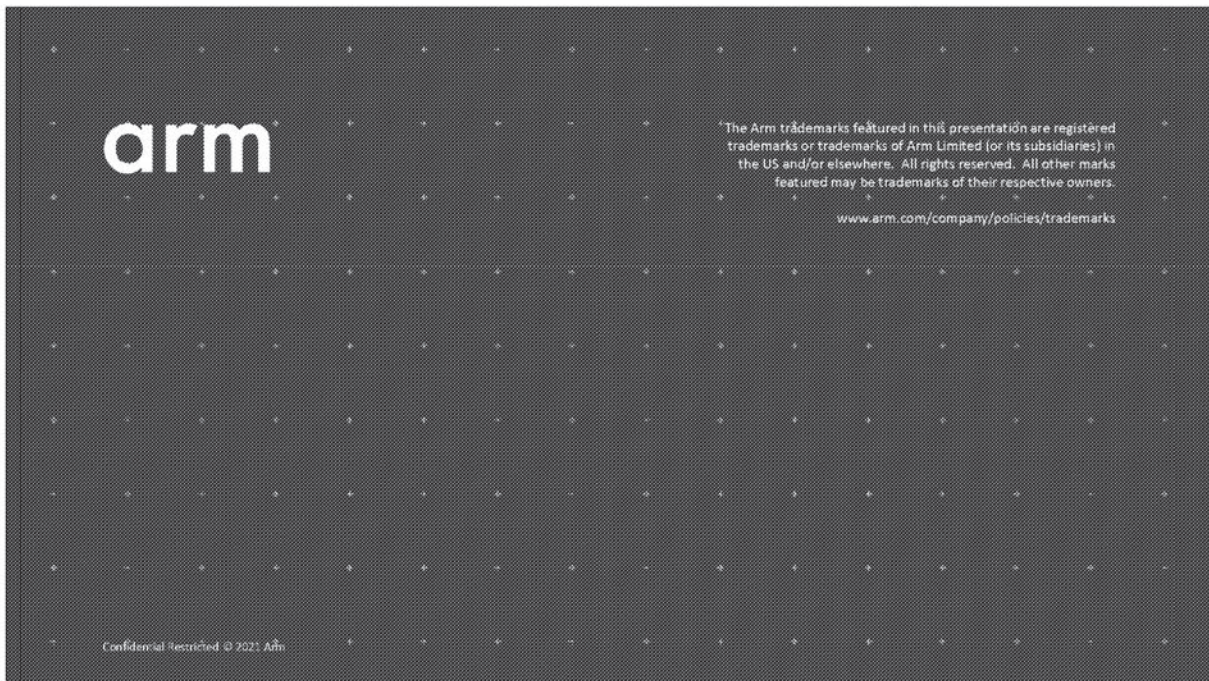 arm
The Arm trademarks featured in this presentation are registered
trademarks or trademarks of Arm Limited (or its subsidiaries) in
the US and/or elsewhere. All rights reserved. All other marks
featured may be trademarks of their respective owners.
www.arm.com/company/policies/trademarks
Confidential Restricted © 2021 Arm